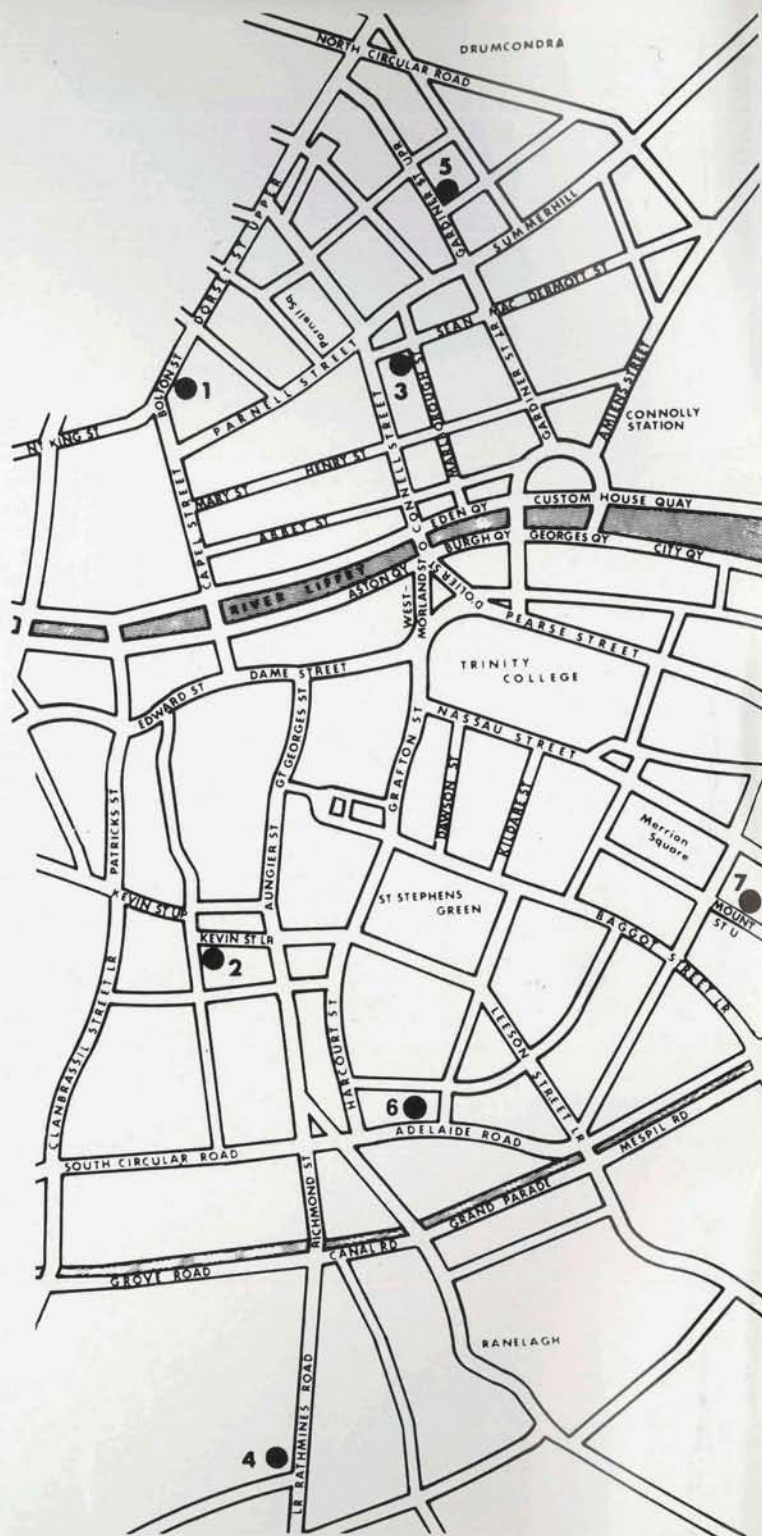 NORTH CIRCULAR ROAD
DRUMCONDRA
5
GARDINER ST UPR
SUMMERHILL
DORSET ST UPPER
Parnell Sq
SEAN MAC DERMOTT ST
BOLTON ST
1
PARNELL STREET
3
MARLBOROUGH ST
GARDINER ST LR
AMIENS STREET
CONNOLLY
STATION
NTH KING ST
HENRY ST
MARY ST
O CONNELL STREET
CAPEL STREET
ABBEY ST
EDEN QY
CUSTOM HOUSE QUAY
BURGH QY
GEORGES QY
CITY QY
RIVER LIFFEY
ASTON QY
WEST-
MORLAND ST
D'OLIER ST
PEARSE STREET
TRINITY
COLLEGE
DAME STREET
EDWARD ST
GT GEORGES ST
GRAFTON ST
NASSAU STREET
DAWSON ST
KILDARE ST
Merrion
Square
PATRICKS ST
AUNGIER ST
ST STEPHENS
GREEN
7
MOUNT
ST U
KEVIN ST UP
KEVIN ST LR
2
BAGGOT STREET LR
CLANBRASSIL STREET LR
HARCOURT ST
LEESON STREET LR
6
ADELAIDE ROAD
SOUTH CIRCULAR ROAD
MESPIL RD
RICHMOND ST
GRAND PARADE
CANAL RD
GROVE ROAD
RANELAGH
LR RATHMINES ROAD
4